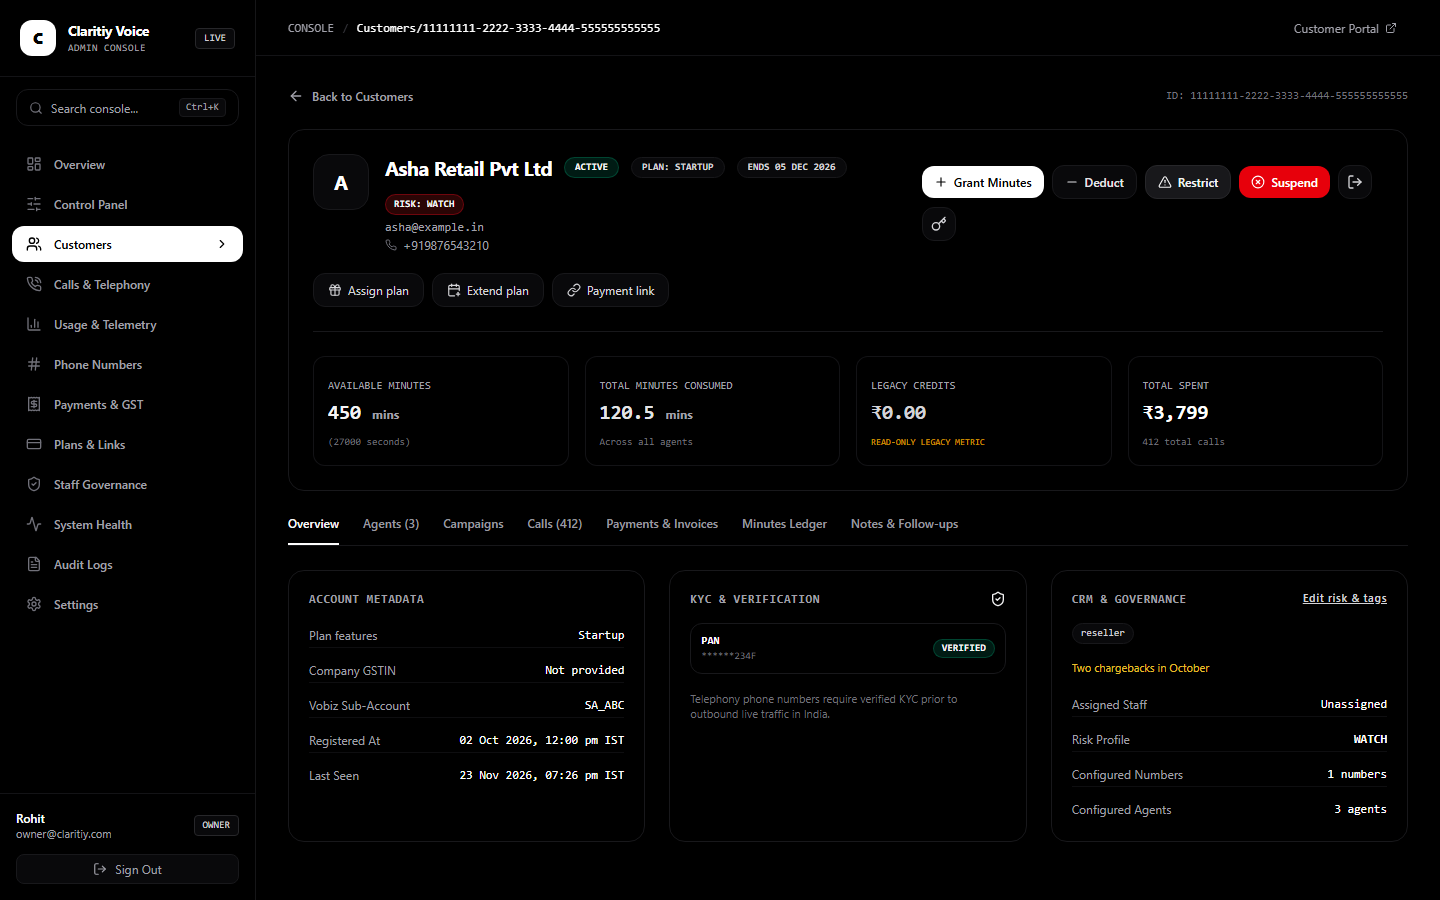 C
Claritiy Voice
ADMIN CONSOLE
LIVE
Search console...
Ctrl+K
Overview
Control Panel
Customers
Calls & Telephony
Usage & Telemetry
Phone Numbers
Payments & GST
Plans & Links
Staff Governance
System Health
Audit Logs
Settings
Rohit
owner@claritiy.com
OWNER
Sign Out
CONSOLE / Customers/11111111-2222-3333-4444-555555555555
Customer Portal
Back to Customers
ID: 11111111-2222-3333-4444-555555555555
A
Asha Retail Pvt Ltd
ACTIVE
PLAN: STARTUP
ENDS 05 DEC 2026
RISK: WATCH
asha@example.in
+919876543210
Grant Minutes
Deduct
Restrict
Suspend
Assign plan
Extend plan
Payment link
AVAILABLE MINUTES
450 mins
(27000 seconds)
TOTAL MINUTES CONSUMED
120.5 mins
Across all agents
LEGACY CREDITS
₹0.00
READ-ONLY LEGACY METRIC
TOTAL SPENT
₹3,799
412 total calls
Overview
Agents (3)
Campaigns
Calls (412)
Payments & Invoices
Minutes Ledger
Notes & Follow-ups
ACCOUNT METADATA
Plan features Startup
Company GSTIN Not provided
Vobiz Sub-Account SA_ABC
Registered At 02 Oct 2026, 12:00 pm IST
Last Seen 23 Nov 2026, 07:26 pm IST
KYC & VERIFICATION
PAN
******234F
VERIFIED
Telephony phone numbers require verified KYC prior to
outbound live traffic in India.
CRM & GOVERNANCE
Edit risk & tags
reseller
Two chargebacks in October
Assigned Staff Unassigned
Risk Profile WATCH
Configured Numbers 1 numbers
Configured Agents 3 agents